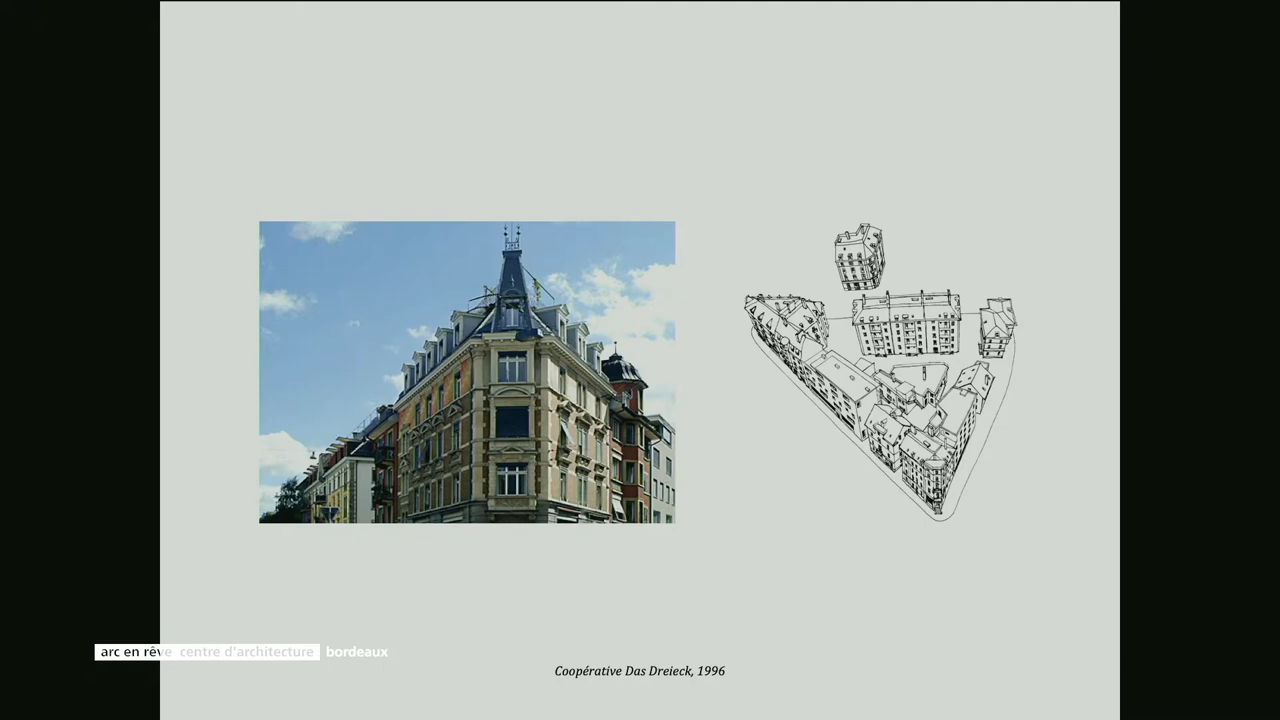 arc en rêve centre d'architecture bordeaux
Coopérative Das Dreieck, 1996